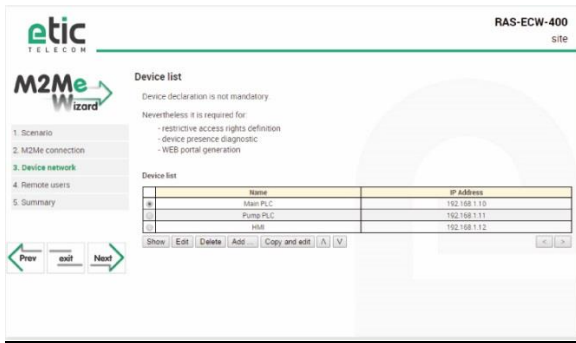 etic
TELECOM
RAS-ECW-400
site
M2Me
Wizard
1. Scenario
2. M2Me connection
3. Device network
4. Remote users
5. Summary
Prev
exit
Next
Device list
Device declaration is not mandatory.
Nevertheless it is required for:
- restrictive access rights definition
- device presence diagnostic
- WEB portal generation
Device list
Name IP Address
Main PLC 192.168.1.10
Pump PLC 192.168.1.11
HMI 192.168.1.12
Show Edit Delete Add ... Copy and edit Λ V < >